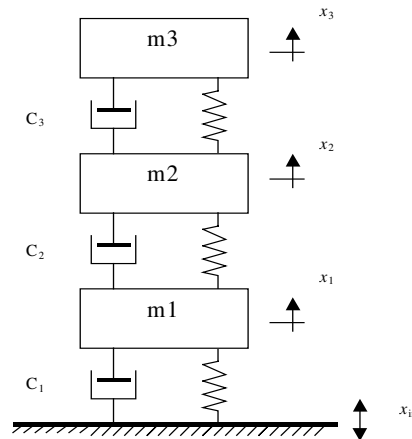 x₃
m3
C₃
x₂
m2
C₂
x₁
m1
C₁
xᵢ